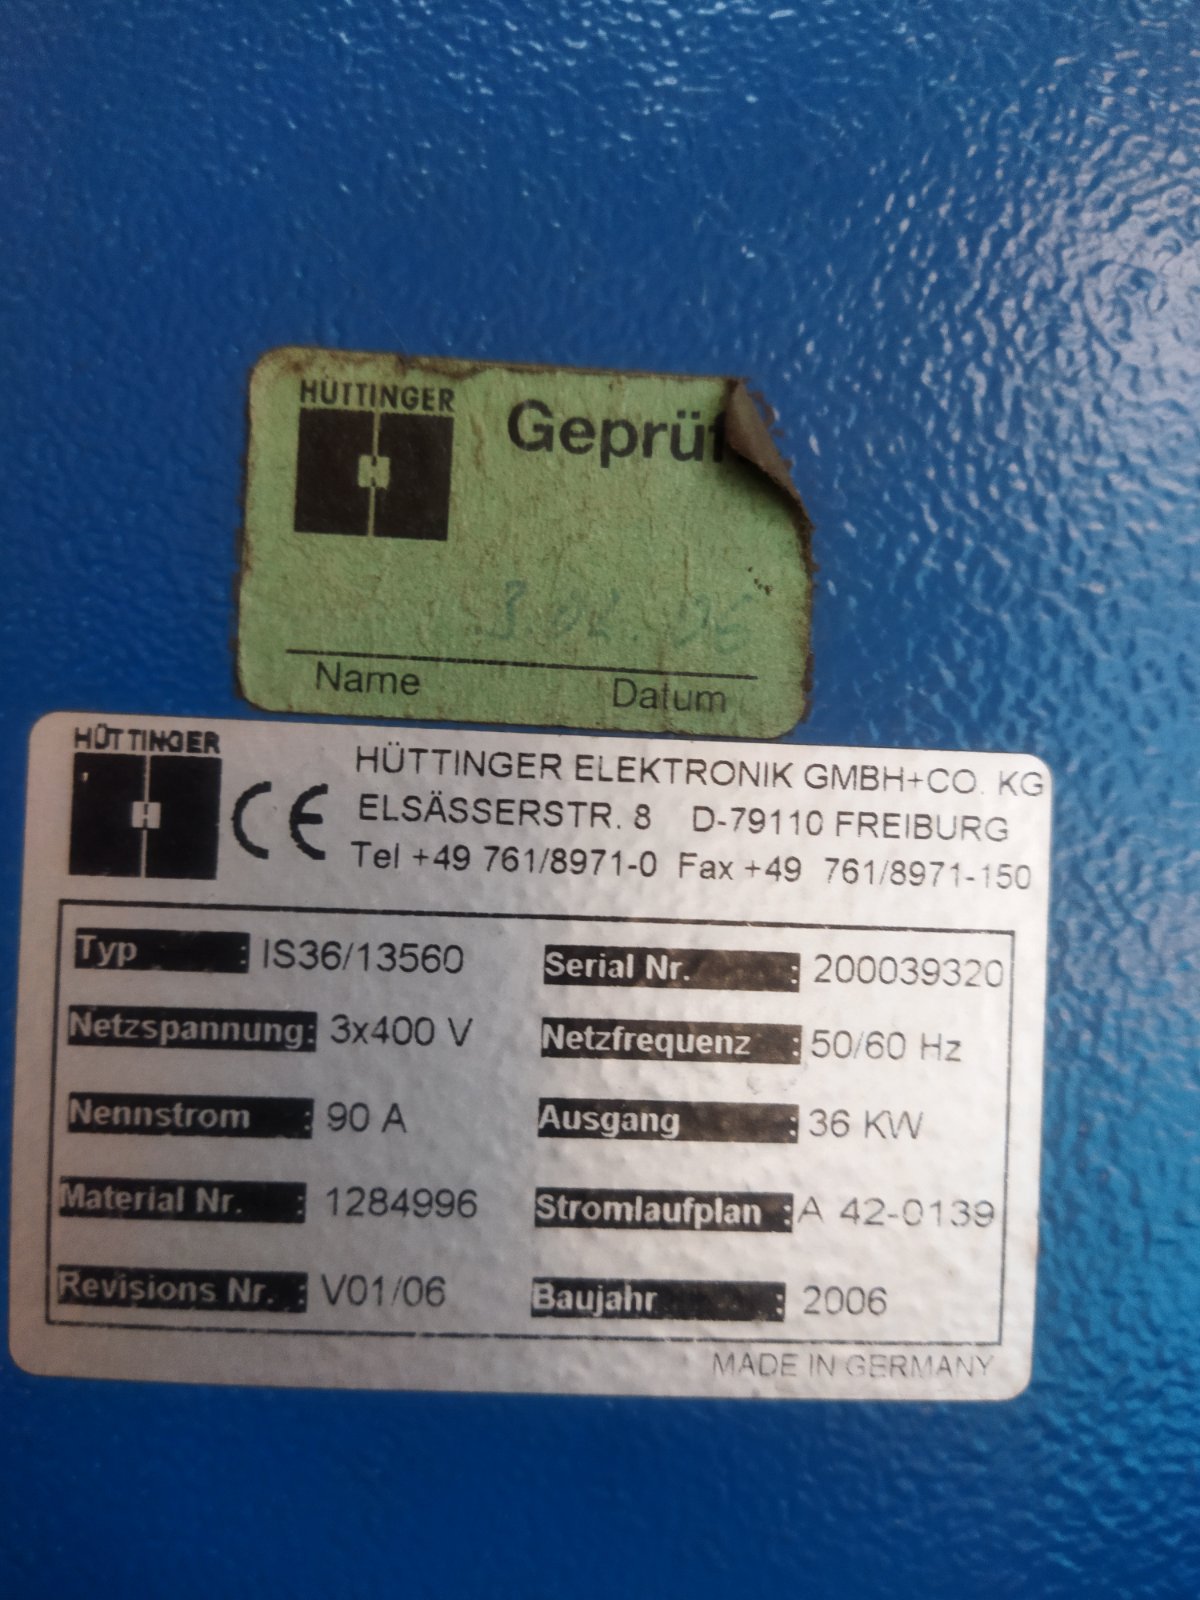 HÜTTINGER
Geprüf
Name Datum
HÜTTINGER
CE
HÜTTINGER ELEKTRONIK GMBH+CO. KG
ELSÄSSERSTR. 8 D-79110 FREIBURG
Tel +49 761/8971-0 Fax +49 761/8971-150
Typ : IS36/13560 Serial Nr. : 200039320
Netzspannung: 3x400 V Netzfrequenz : 50/60 Hz
Nennstrom : 90 A Ausgang : 36 KW
Material Nr. : 1284996 Stromlaufplan : A 42-0139
Revisions Nr. : V01/06 Baujahr : 2006
MADE IN GERMANY